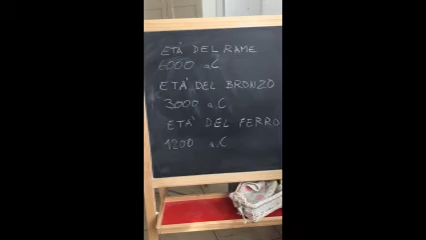 ETÀ DEL RAME
6000 a.C
ETÀ DEL BRONZO
3000 a.C
ETÀ DEL FERRO
1200 a.C